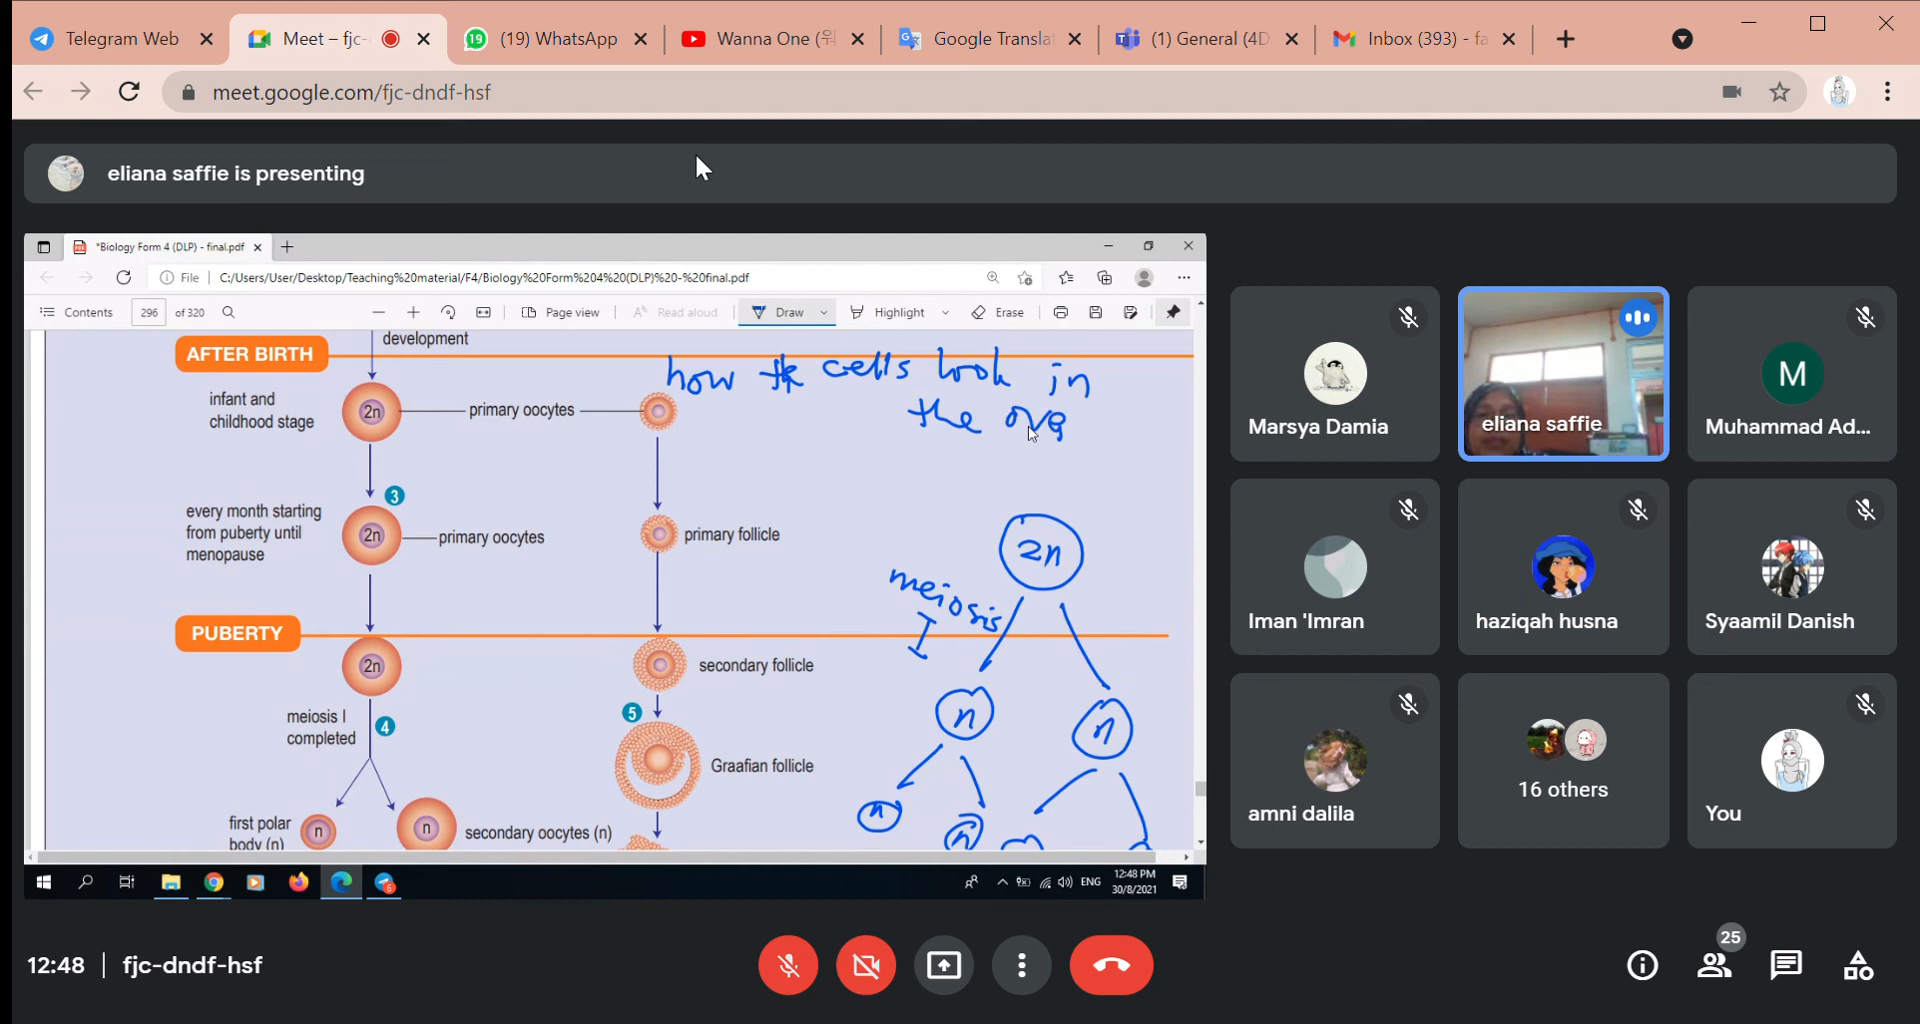 Telegram Web
Meet – fjc-
(19) WhatsApp
Wanna One (워
Google Translat
(1) General (4D
Inbox (393) - fa
meet.google.com/fjc-dndf-hsf
eliana saffie is presenting
*Biology Form 4 (DLP) - final.pdf
File
C:/Users/User/Desktop/Teaching%20material/F4/Biology%20Form%204%20(DLP)%20-%20final.pdf
Contents
296
of 320
Page view
Read aloud
Draw
Highlight
Erase
development
AFTER BIRTH
how the cells look in
the ova
infant and
childhood stage
2n
primary oocytes
3
every month starting
from puberty until
menopause
2n
primary oocytes
primary follicle
2n
meiosis
I
PUBERTY
2n
secondary follicle
meiosis I
completed
4
5
n
n
Graafian follicle
first polar
body (n)
n
n
secondary oocytes (n)
n
n
ENG
12:48 PM
30/8/2021
Marsya Damia
eliana saffie
M
Muhammad Ad...
Iman 'Imran
haziqah husna
Syaamil Danish
amni dalila
16 others
You
12:48
fjc-dndf-hsf
25